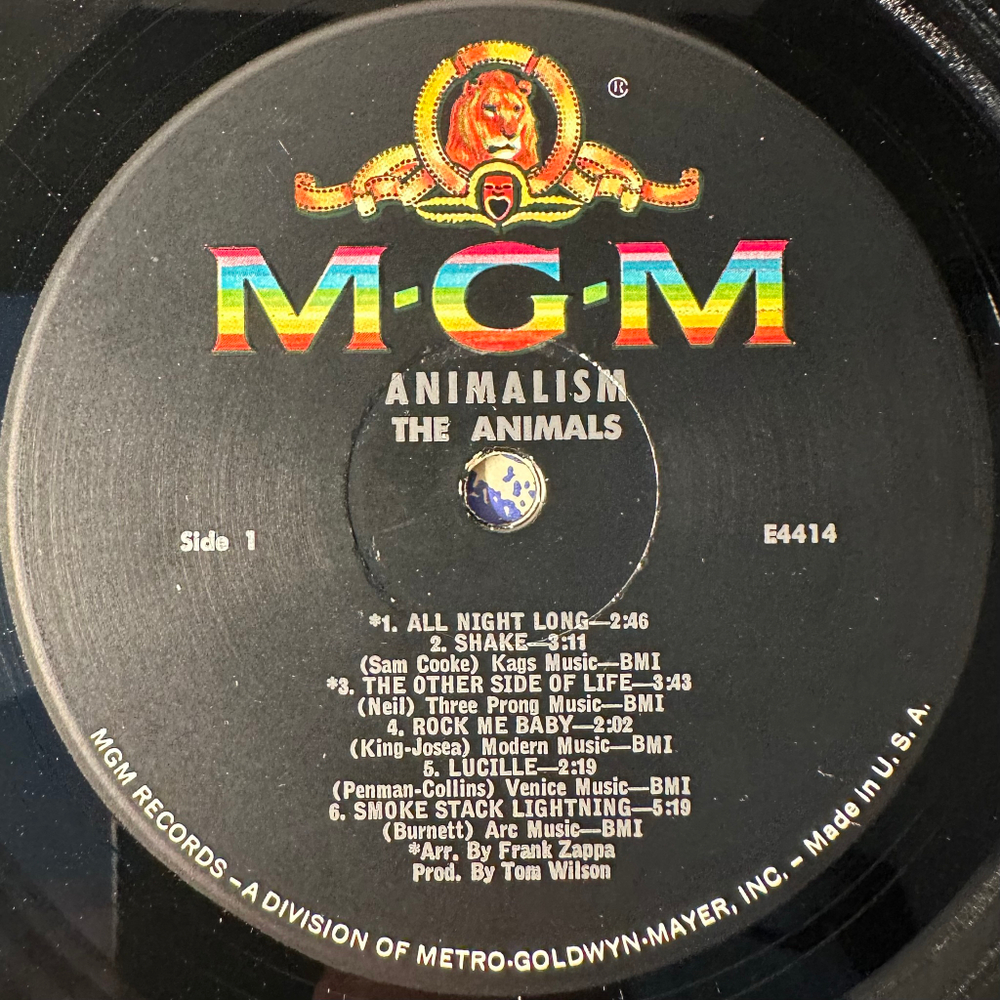 ®
M·G·M
ANIMALISM
THE ANIMALS
Side 1
E4414
*1. ALL NIGHT LONG—2:46
2. SHAKE—3:11
(Sam Cooke) Kags Music—BMI
*3. THE OTHER SIDE OF LIFE—3:43
(Neil) Three Prong Music—BMI
4. ROCK ME BABY—2:02
(King-Josea) Modern Music—BMI
5. LUCILLE—2:19
(Penman-Collins) Venice Music—BMI
6. SMOKE STACK LIGHTNING—5:19
(Burnett) Arc Music—BMI
*Arr. By Frank Zappa
Prod. By Tom Wilson
MGM RECORDS – A DIVISION OF METRO·GOLDWYN·MAYER, INC. – Made In U. S. A.